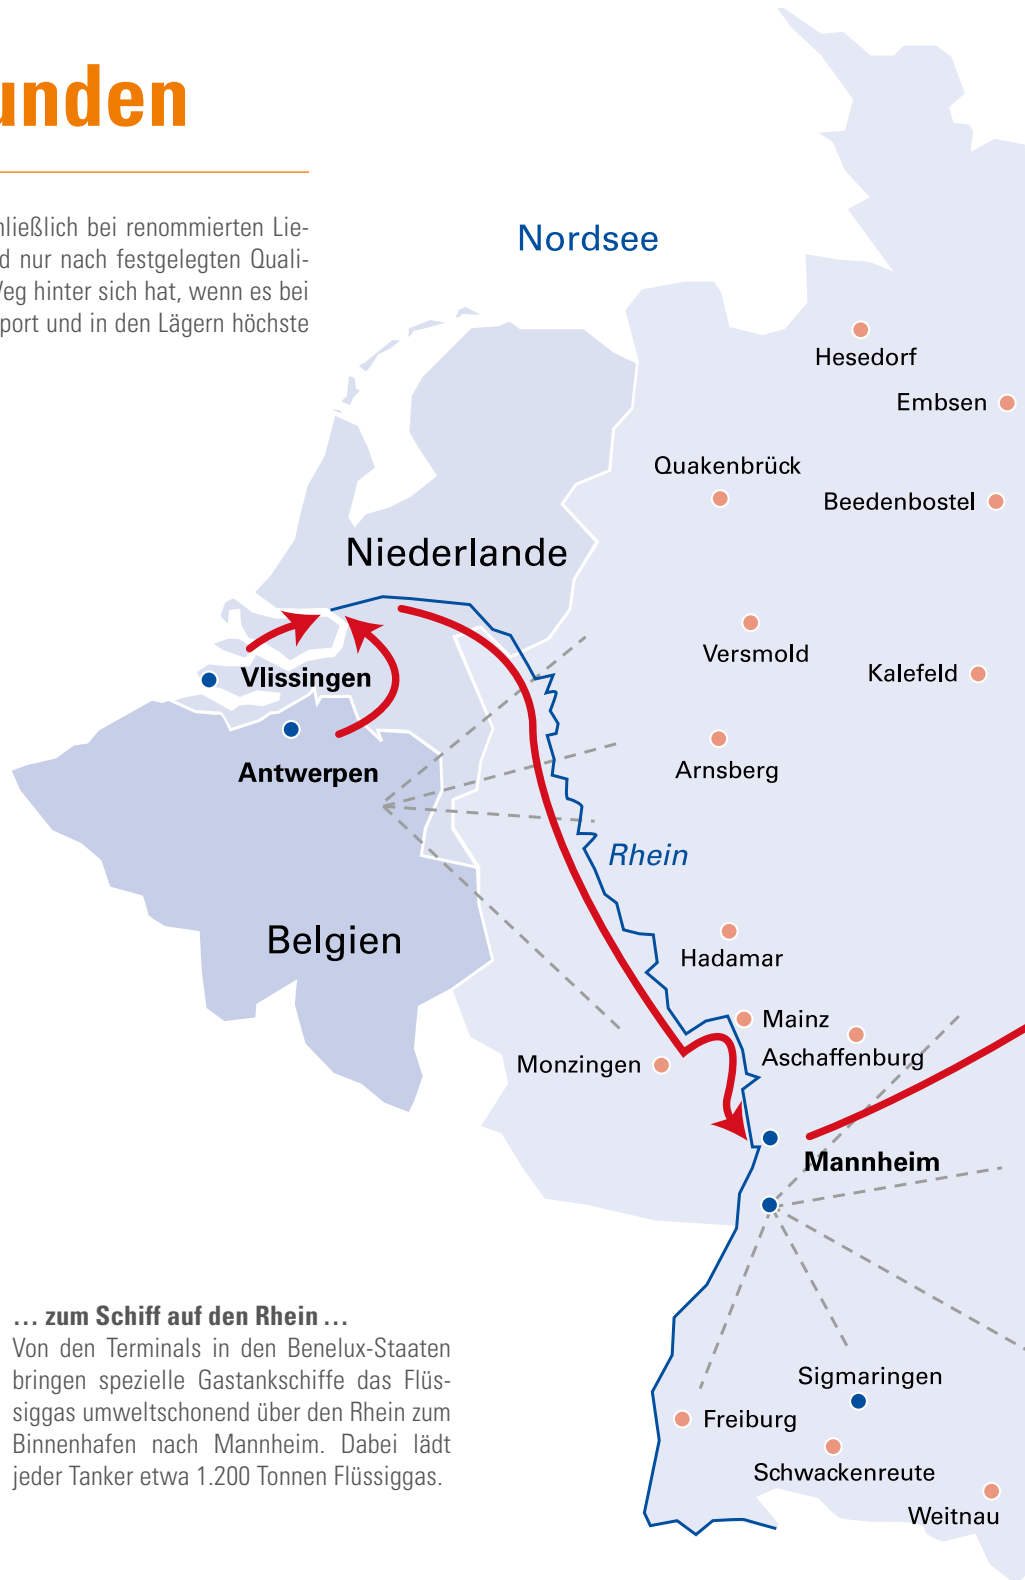 unden
hließlich bei renommierten Lie-
d nur nach festgelegten Quali-
Weg hinter sich hat, wenn es bei
port und in den Lägern höchste
Nordsee
Hesedorf
Embsen
Quakenbrück
Beedenbostel
Niederlande
Versmold
Kalefeld
Vlissingen
Arnsberg
Antwerpen
Rhein
Belgien
Hadamar
Mainz
Aschaffenburg
Monzingen
Mannheim
... zum Schiff auf den Rhein ...
Von den Terminals in den Benelux-Staaten
bringen spezielle Gastankschiffe das Flüs-
siggas umweltschonend über den Rhein zum
Binnenhafen nach Mannheim. Dabei lädt
jeder Tanker etwa 1.200 Tonnen Flüssiggas.
Sigmaringen
Freiburg
Schwackenreute
Weitnau